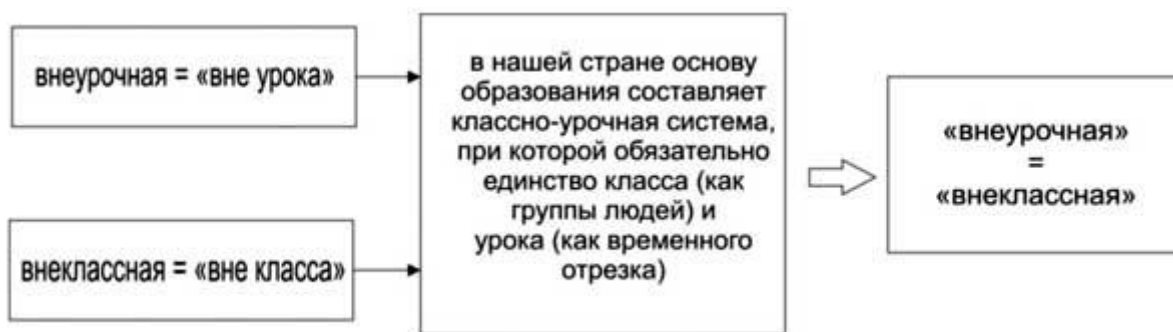 внеурочная = «вне урока»
внеклассная = «вне класса»
в нашей стране основу
образования составляет
классно-урочная система,
при которой обязательно
единство класса (как
группы людей) и
урока (как временного
отрезка)
«внеурочная»
=
«внеклассная»